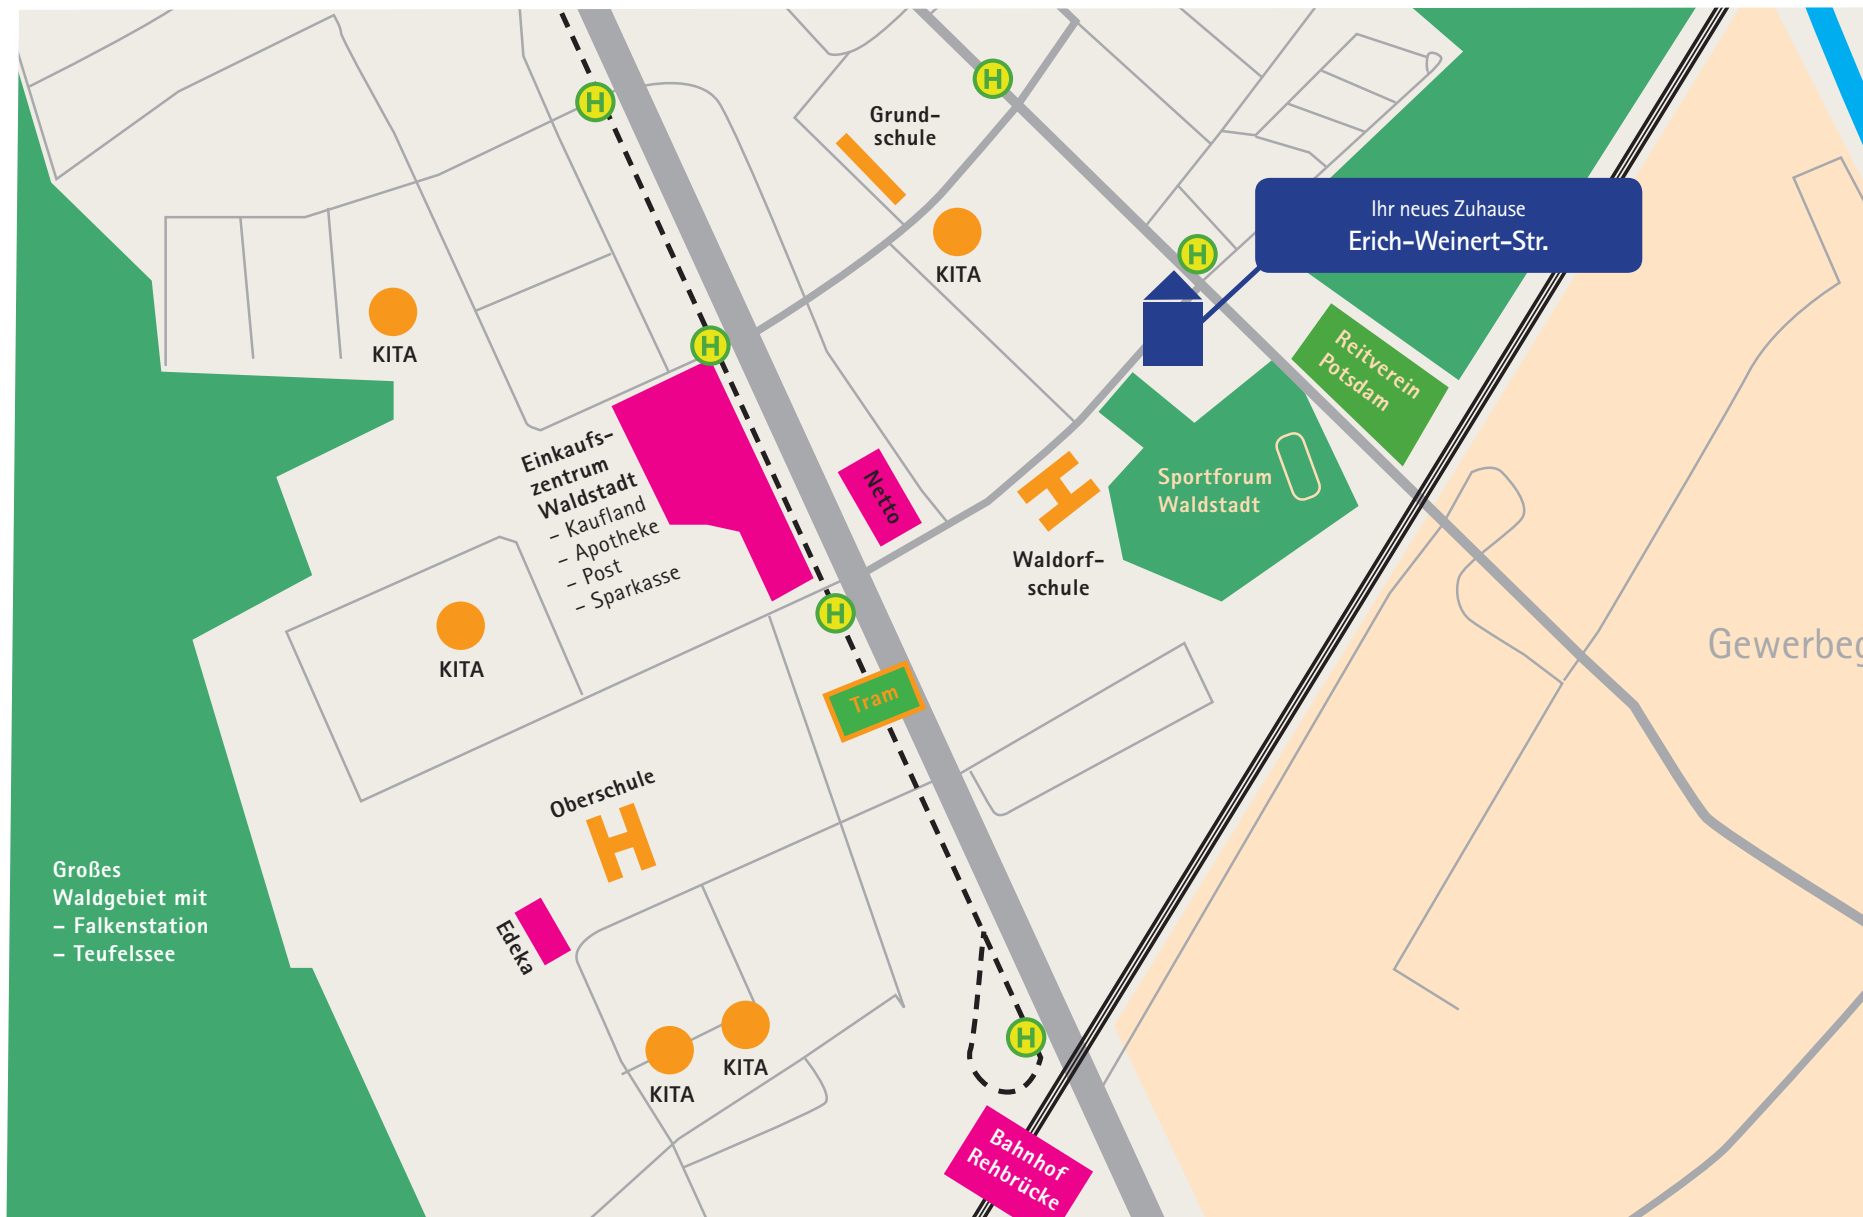 H
H
Grund-
schule
Ihr neues Zuhause
Erich-Weinert-Str.
KITA
H
KITA
H
Reitverein
Potsdam
Einkaufs-
zentrum
Waldstadt
– Kaufland
– Apotheke
– Post
– Sparkasse
Netto
Sportforum
Waldstadt
Waldorf-
schule
H
KITA
Gewerbeg
Tram
Oberschule
Edeka
Großes
Waldgebiet mit
– Falkenstation
– Teufelssee
KITA
KITA
H
Bahnhof
Rehbrücke